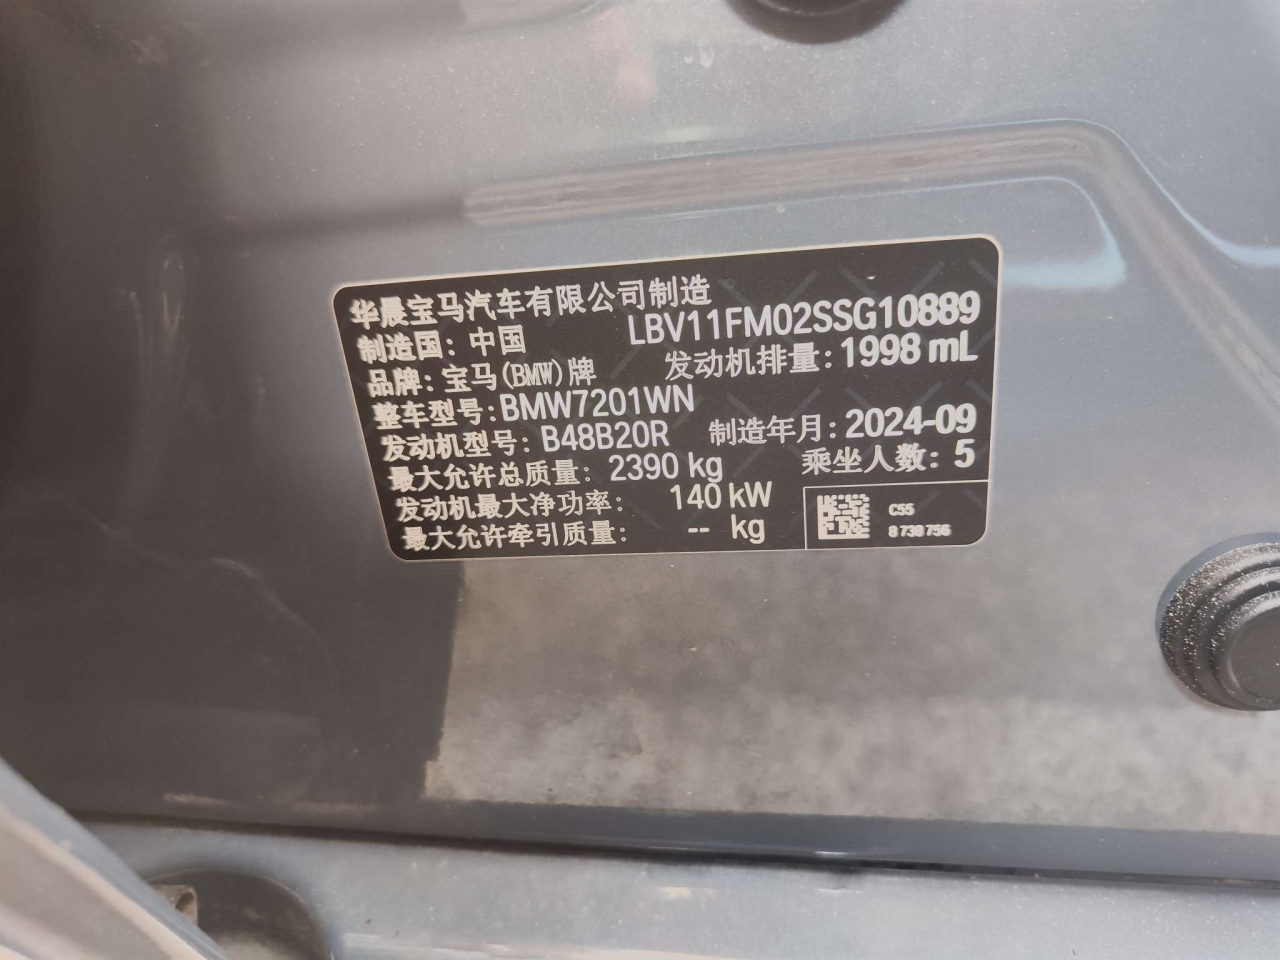 华晨宝马汽车有限公司制造
制造国：中国 LBV11FM02SSG10889
品牌：宝马(BMW)牌 发动机排量：1998 mL
整车型号：BMW7201WN
发动机型号：B48B20R 制造年月：2024-09
最大允许总质量：2390 kg 乘坐人数：5
发动机最大净功率：140 kW
最大允许牵引质量：-- kg
C55
8738756